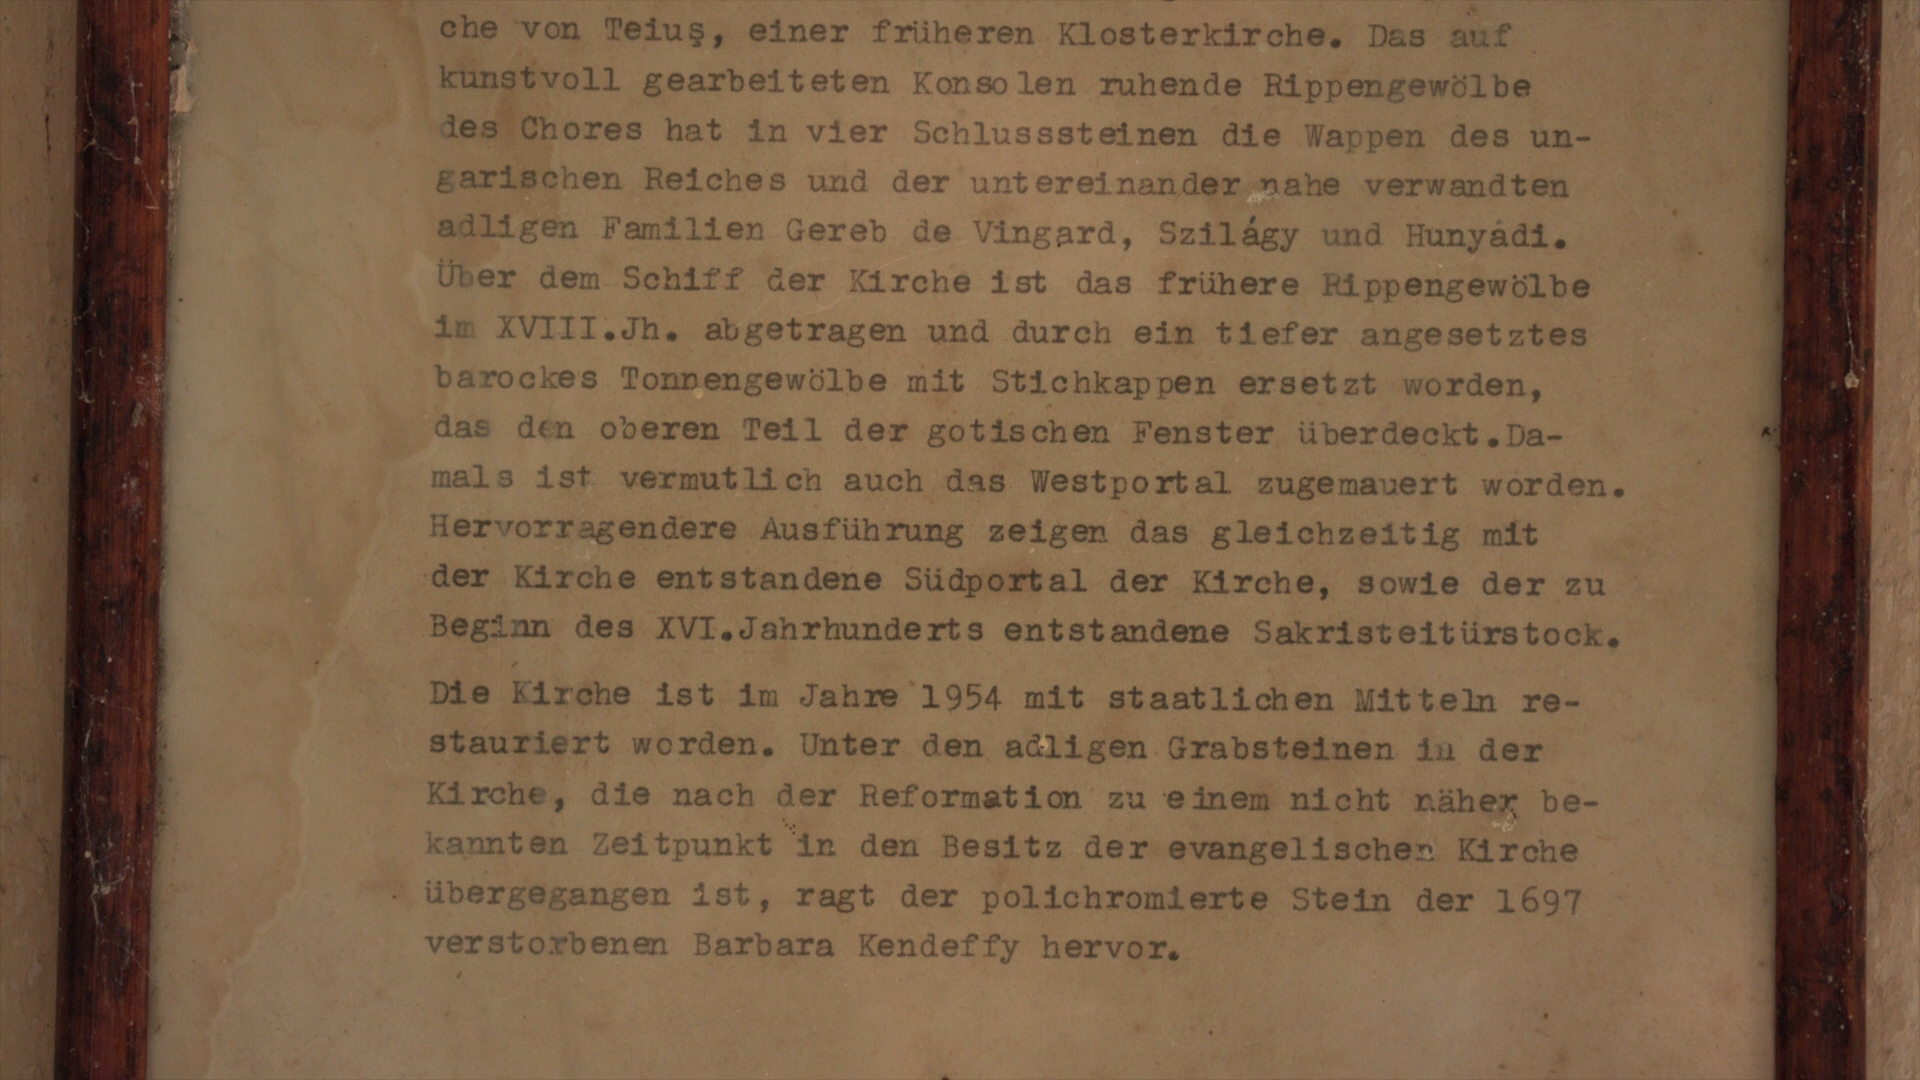 che von Teiuş, einer früheren Klosterkirche. Das auf
kunstvoll gearbeiteten Konsolen ruhende Rippengewölbe
des Chores hat in vier Schlusssteinen die Wappen des un-
garischen Reiches und der untereinander nahe verwandten
adligen Familien Gereb de Vingard, Szilágy und Hunyádi.
Über dem Schiff der Kirche ist das frühere Rippengewölbe
im XVIII.Jh. abgetragen und durch ein tiefer angesetztes
barockes Tonnengewölbe mit Stichkappen ersetzt worden,
das den oberen Teil der gotischen Fenster überdeckt.Da-
mals ist vermutlich auch das Westportal zugemauert worden.
Hervorragendere Ausführung zeigen das gleichzeitig mit
der Kirche entstandene Südportal der Kirche, sowie der zu
Beginn des XVI.Jahrhunderts entstandene Sakristeitürstock.
Die Kirche ist im Jahre 1954 mit staatlichen Mitteln re-
stauriert worden. Unter den adligen Grabsteinen in der
Kirche, die nach der Reformation zu einem nicht näher be-
kannten Zeitpunkt in den Besitz der evangelischen Kirche
übergegangen ist, ragt der polichromierte Stein der 1697
verstorbenen Barbara Kendeffy hervor.